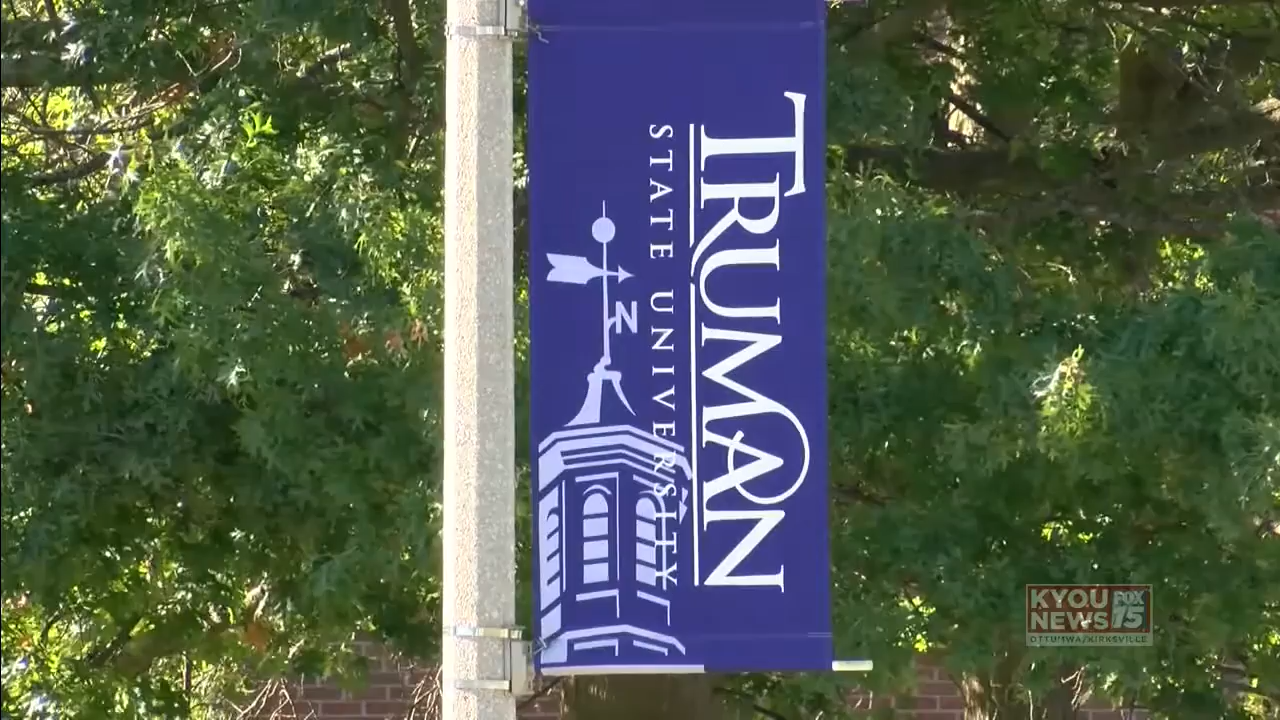 TRUMAN
STATE UNIVERSITY
N
KYOU FOX
NEWS 15
OTTUMWA/KIRKSVILLE